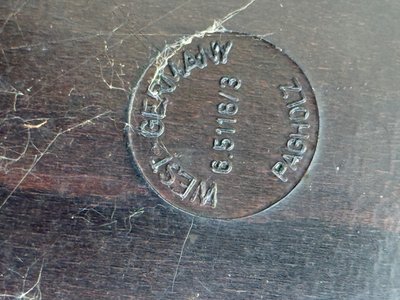 WEST GERMANY
6.5118/3
PAGHOLZ